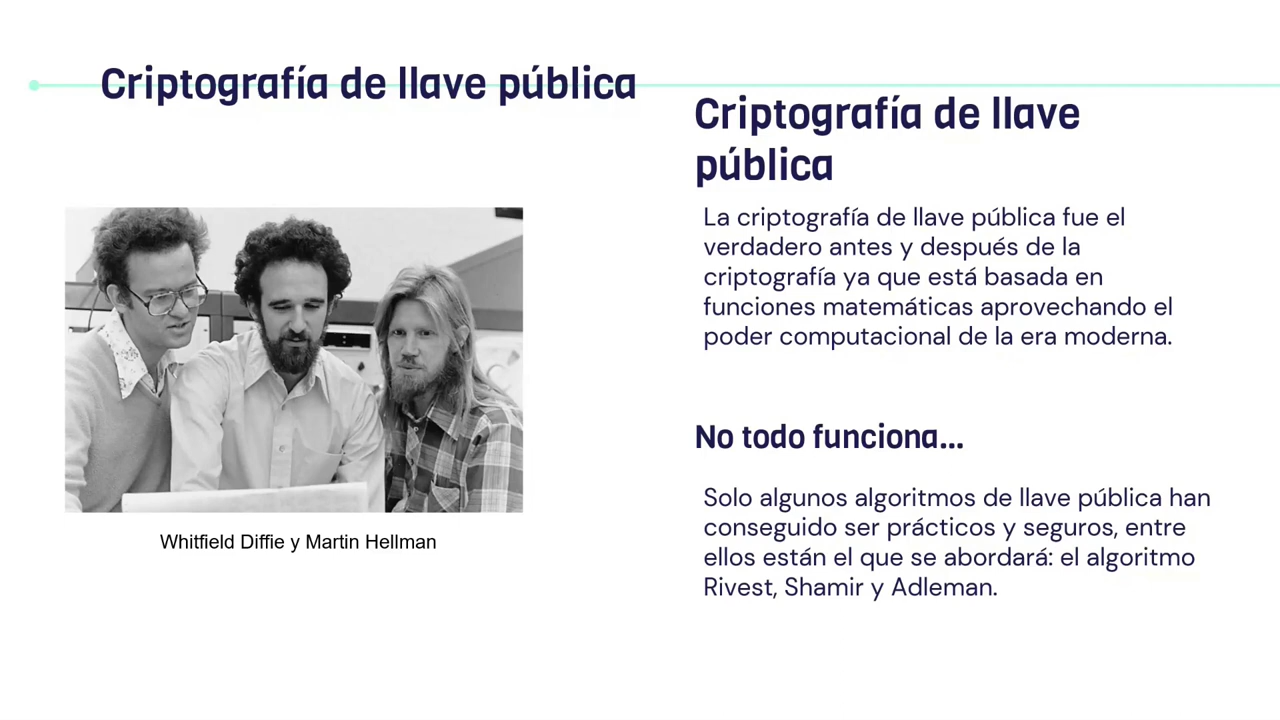 Criptografía de llave pública
Whitfield Diffie y Martin Hellman
Criptografía de llave
pública
La criptografía de llave pública fue el
verdadero antes y después de la
criptografía ya que está basada en
funciones matemáticas aprovechando el
poder computacional de la era moderna.
No todo funciona...
Solo algunos algoritmos de llave pública han
conseguido ser prácticos y seguros, entre
ellos están el que se abordará: el algoritmo
Rivest, Shamir y Adleman.